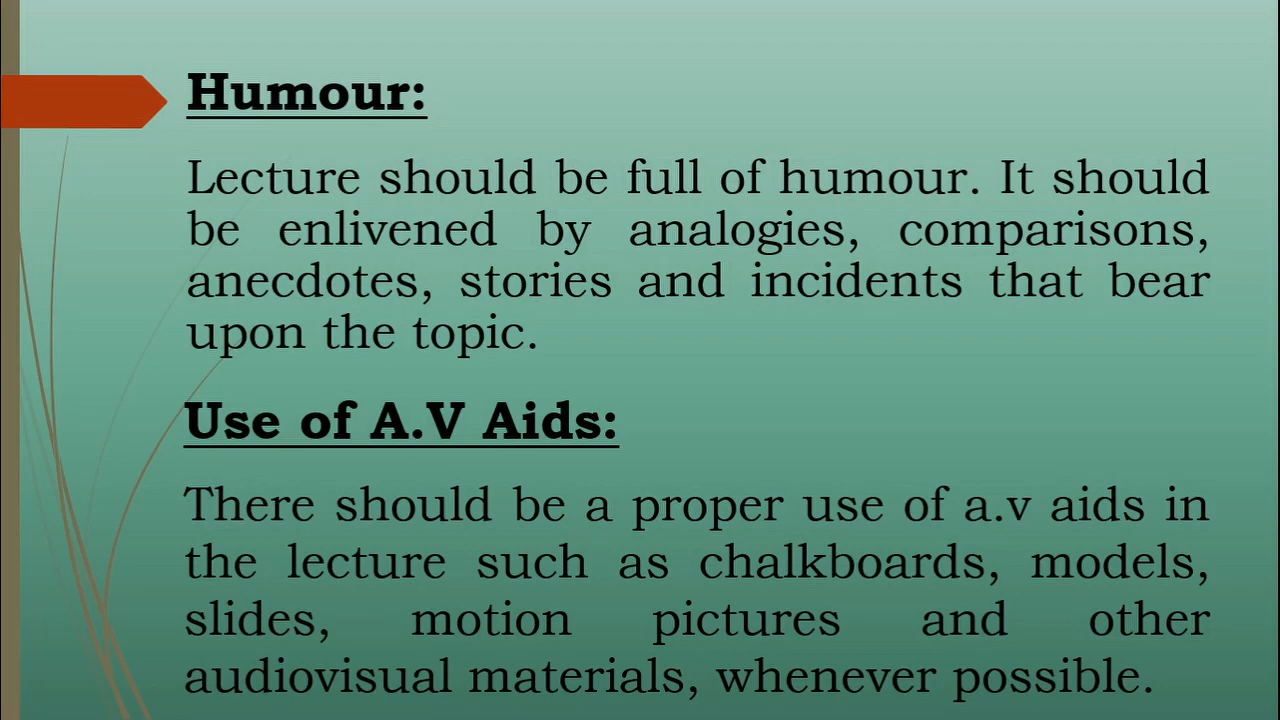 Humour:
Lecture should be full of humour. It should
be enlivened by analogies, comparisons,
anecdotes, stories and incidents that bear
upon the topic.
Use of A.V Aids:
There should be a proper use of a.v aids in
the lecture such as chalkboards, models,
slides, motion pictures and other
audiovisual materials, whenever possible.